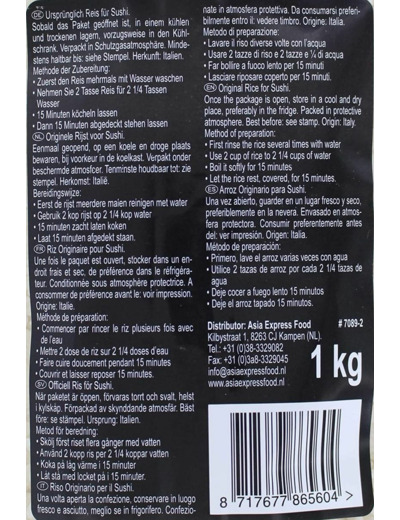 DE Ursprünglich Reis für Sushi.
Sobald das Paket geöffnet ist, in einem kühlen
und trockenen lagern, vorzugsweise in den Kühl-
schrank. Verpackt in Schutzgasatmosphäre. Minde-
stens haltbar bis: siehe Stempel. Herkunft: Italien.
Methode der Zubereitung:
• Zuerst den Reis mehrmals mit Wasser waschen
• Nehmen Sie 2 Tasse Reis für 2 1/4 Tassen
Wasser
• 15 Minuten köcheln lassen
• Dann 15 Minuten abgedeckt stehen lassen
NL Originele Rijst voor Sushi.
Eenmaal geopend, op een koele en droge plaats
bewaren, bij voorkeur in de koelkast. Verpakt onder
beschermde atmosfeer. Tenminste houdbaar tot: zie
stempel. Herkomst: Italië.
Bereidingswijze:
• Eerst de rijst meerdere malen reinigen met water
• Gebruik 2 kop rijst op 2 1/4 kop water
• 15 minuten zacht laten koken
• Laat 15 minuten afgedekt staan.
FR Riz Originaire pour Sushi.
Une fois le paquet est ouvert, stocker dans un en-
droit frais et sec, de préférence dans le réfrigéra-
teur. Conditionnée sous atmosphère protectrice. A
consommer de préférence avant le: voir impression.
Origine: Italie.
Méthode de préparation:
• Commencer par rincer le riz plusieurs fois avec
de l'eau
• Mettre 2 dose de riz sur 2 1/4 doses d'eau
• Faire cuire doucement pendant 15 minutes
• Couvrir et laisser reposer 15 minutes.
SV Officiell Ris för Sushi.
När paketet är öppen, förvaras torrt och svalt, helst
i kylskåp. Förpackad av skynddande atmosfär. Bäst
före: se stämpel. Ursprung: Italien.
Metod för beredning:
• Skölj först riset flera gånger med vatten
• Använd 2 kopp ris per 2 1/4 koppar vatten
• Koka på låg värme i 15 minuter
• Låt stå med locket på i 15 minuter.
IT Riso Originario per il Sushi.
Una volta aperta la confezione, conservare in luogo
fresco e asciutto, meglio se in frigorifero. Confezio-
nate in atmosfera protettiva. Da consumarsi preferi-
bilmente entro il: vedere timbro. Origine: Italia.
Metodo di preparazione:
• Lavare il riso diverse volte con l'acqua
• Usare 2 tazze di riso e 2 tazze e ¼ di acqua
• Far bollire a fuoco lento per 15 minuti
• Lasciare riposare coperto per 15 minuti.
EN Original Rice for Sushi.
Once the package is open, store in a cool and dry
place, preferably in the fridge. Packed in protective
atmosphere. Best before: see stamp. Origin: Italy.
Method of preparation:
• First rinse the rice several times with water
• Use 2 cup of rice to 2 1/4 cups of water
• Boil it softly for 15 minutes
• Let the rice rest, covered, for 15 minutes.
ES Arroz Originario para Sushi.
Una vez abierto, guarder en un lugar fresco y seco,
preferiblemente en la nevera. Envasado en atmos-
fera protectora. Consumir preferentemente antes
del: ver impresión. Origen: Italia.
Método de preparación:
• Primero, lave el arroz varias veces con agua
• Utilice 2 tazas de arroz por cada 2 1/4 tazas de
agua
• Deje cocer a fuego lento 15 minutos
• Deje el arroz tapado 15 minutos.
Distributor: Asia Express Food # 7089-2
Kilbystraat 1, 8263 CJ Kampen (NL).
Tel.: +31 (0)38-3329082
Fax: +31 (0)3a8-3329045
info@asiaexpressfood.nl
www.asiaexpressfood.nl
1 kg
8 717677 865604 >